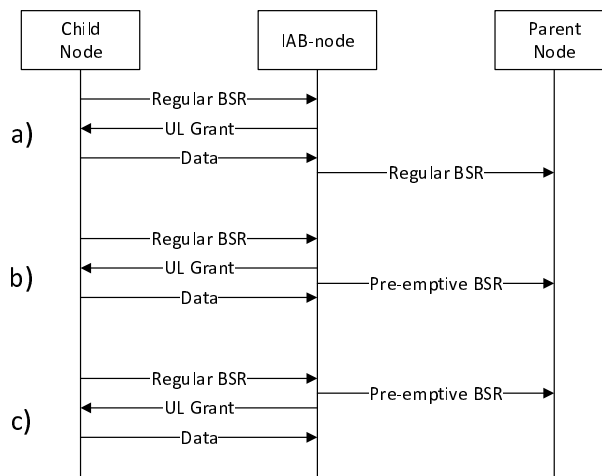 Child
Node
IAB-node
Parent
Node
a)
Regular BSR
UL Grant
Data
Regular BSR
b)
Regular BSR
UL Grant
Pre-emptive BSR
Data
c)
Regular BSR
Pre-emptive BSR
UL Grant
Data